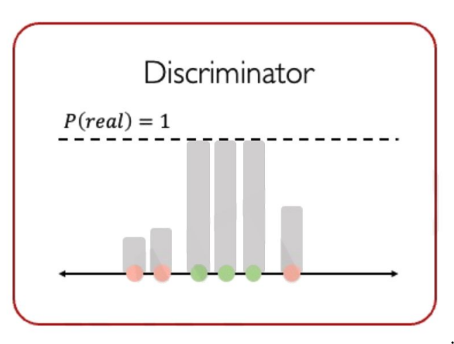 Discriminator
P(real) = 1